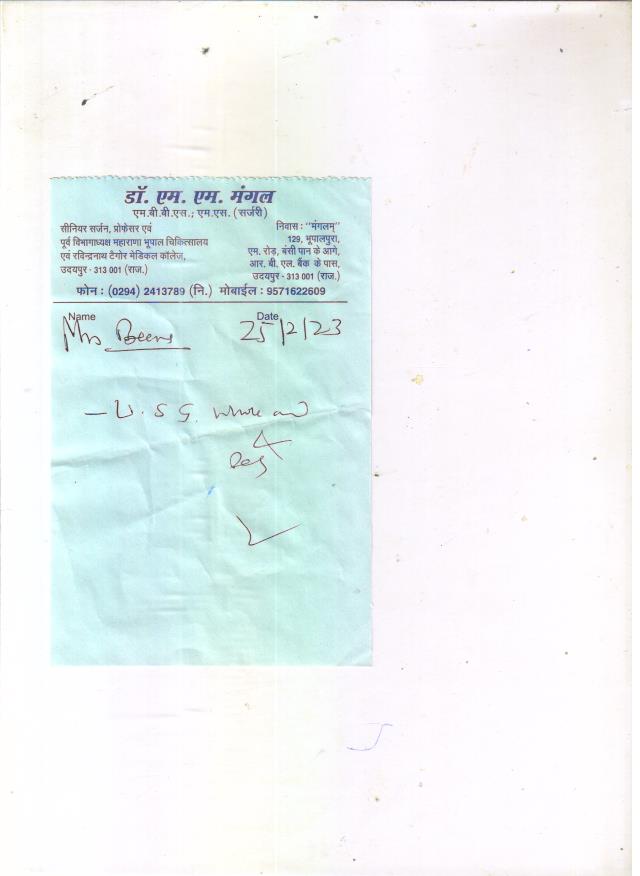 डॉ. एम. एम. मंगल
एम.बी.बी.एस.; एम.एस. (सर्जरी)
सीनियर सर्जन, प्रोफेसर एवं
पूर्व विभागाध्यक्ष महाराणा भूपाल चिकित्सालय
एवं रविन्द्रनाथ टैगोर मेडिकल कॉलेज,
उदयपुर - 313 001 (राज.)
निवास : "मंगलम्"
129, भूपालपुरा,
एम. रोड, बंसी पान के आगे,
आर. बी. एल. बैंक के पास,
उदयपुर - 313 001 (राज.)
फोन : (0294) 2413789 (नि.) मोबाईल : 9571622609
Name Date
Mrs Beena 25/2/23
- U.S.G. whole